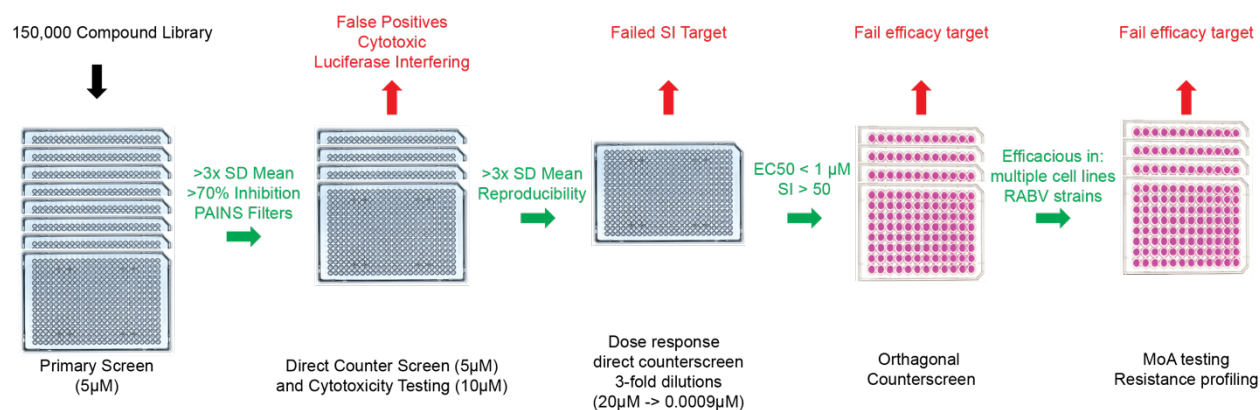 150,000 Compound Library
False Positives
Cytotoxic
Luciferase Interfering
Failed SI Target
Fail efficacy target
Fail efficacy target
>3x SD Mean
>70% Inhibition
PAINS Filters
>3x SD Mean
Reproducibility
EC50 < 1 µM
SI > 50
Efficacious in:
multiple cell lines
RABV strains
Primary Screen
(5µM)
Direct Counter Screen (5µM)
and Cytotoxicity Testing (10µM)
Dose response
direct counterscreen
3-fold dilutions
(20µM -> 0.0009µM)
Orthagonal
Counterscreen
MoA testing
Resistance profiling